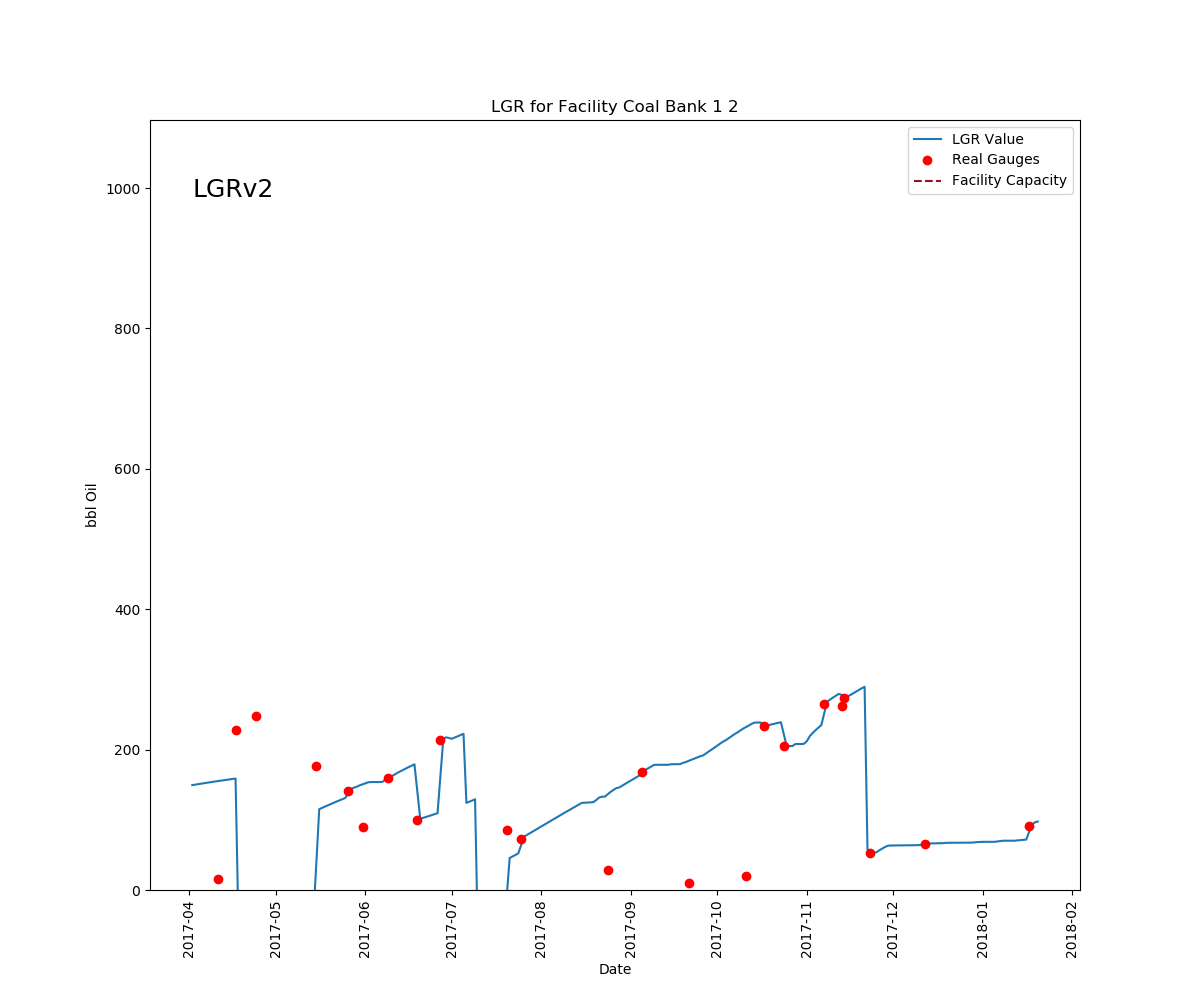 LGR for Facility Coal Bank 1 2
LGR Value
Real Gauges
Facility Capacity
LGRv2
bbl Oil
1000
800
600
400
200
0
2017-04
2017-05
2017-06
2017-07
2017-08
2017-09
2017-10
2017-11
2017-12
2018-01
2018-02
Date